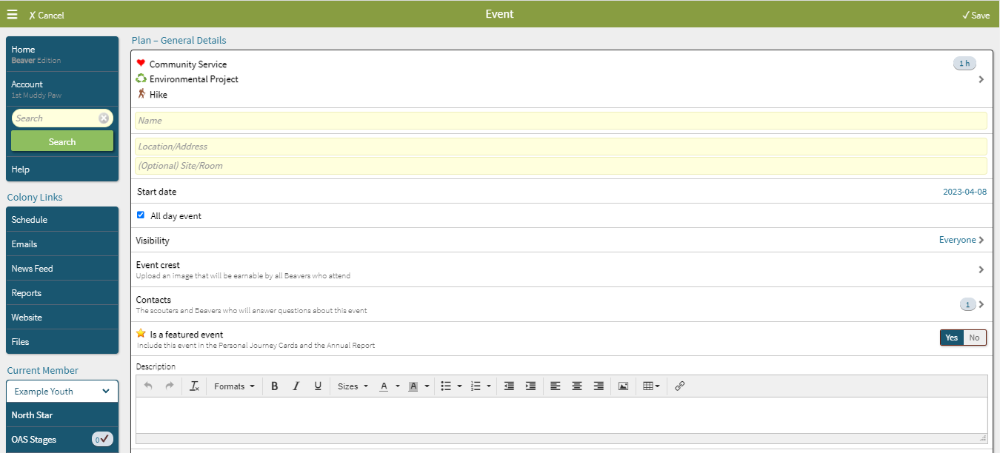 X Cancel
Event
✓ Save
Home
Beaver Edition
Account
1st Muddy Paw
Search
Search
Help
Colony Links
Schedule
Emails
News Feed
Reports
Website
Files
Current Member
Example Youth
North Star
OAS Stages
0✓
Plan – General Details
Community Service
1 h
Environmental Project
Hike
Name
Location/Address
(Optional) Site/Room
Start date
2023-04-08
All day event
Visibility
Everyone
Event crest
Upload an image that will be earnable by all Beavers who attend
Contacts
The scouters and Beavers who will answer questions about this event
1
Is a featured event
Include this event in the Personal Journey Cards and the Annual Report
Yes No
Description
Formats B I U Sizes A A